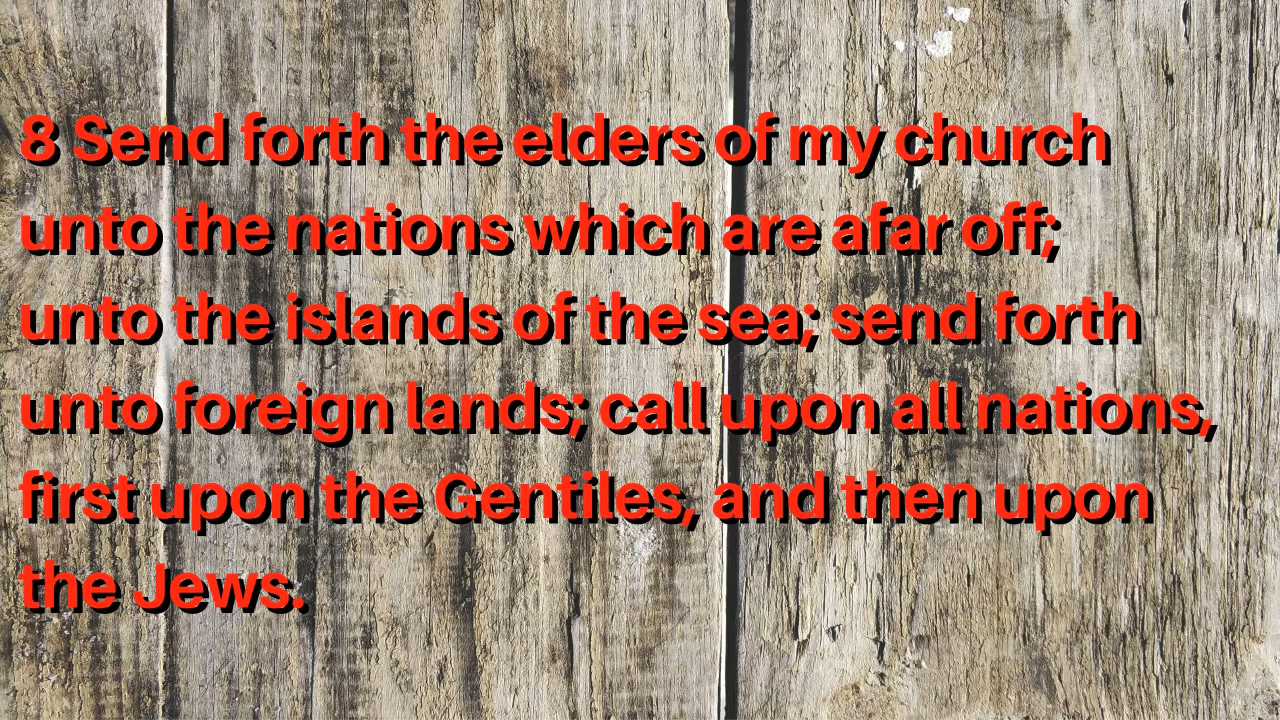 8 Send forth the elders of my church
unto the nations which are afar off;
unto the islands of the sea; send forth
unto foreign lands; call upon all nations,
first upon the Gentiles, and then upon
the Jews.